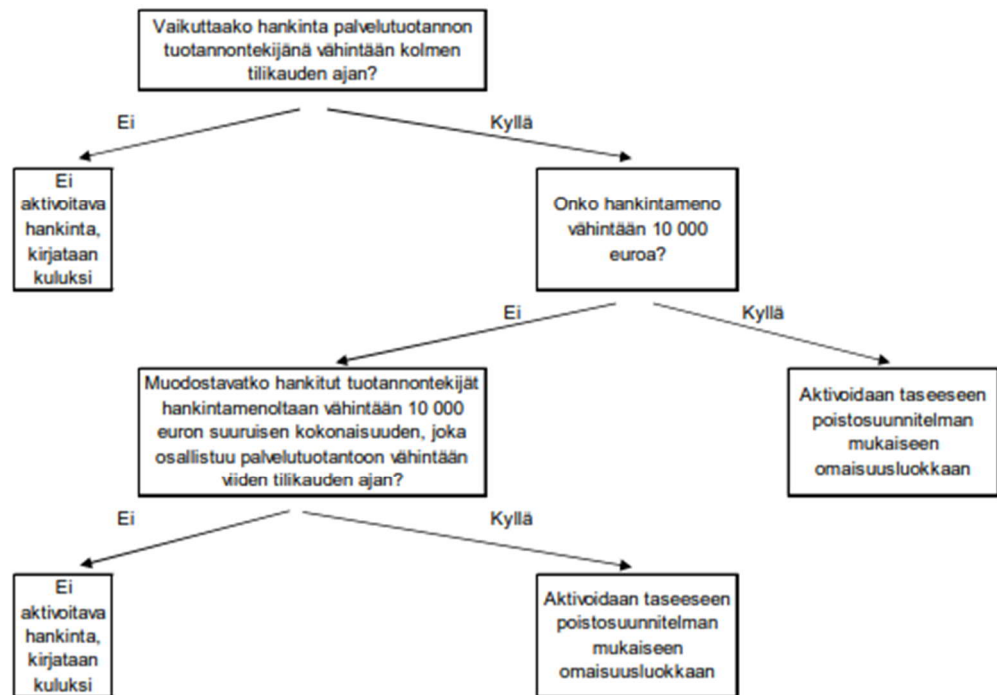 Vaikuttaako hankinta palvelutuotannon
tuotannontekijänä vähintään kolmen
tilikauden ajan?
Ei
Kyllä
Ei
aktivoitava
hankinta,
kirjataan
kuluksi
Onko hankintameno
vähintään 10 000
euroa?
Ei
Kyllä
Muodostavatko hankitut tuotannontekijät
hankintamenoltaan vähintään 10 000
euron suuruisen kokonaisuuden, joka
osallistuu palvelutuotantoon vähintään
viiden tilikauden ajan?
Aktivoidaan taseeseen
poistosuunnitelman
mukaiseen
omaisuusluokkaan
Ei
Kyllä
Ei
aktivoitava
hankinta,
kirjataan
kuluksi
Aktivoidaan taseeseen
poistosuunnitelman
mukaiseen
omaisuusluokkaan